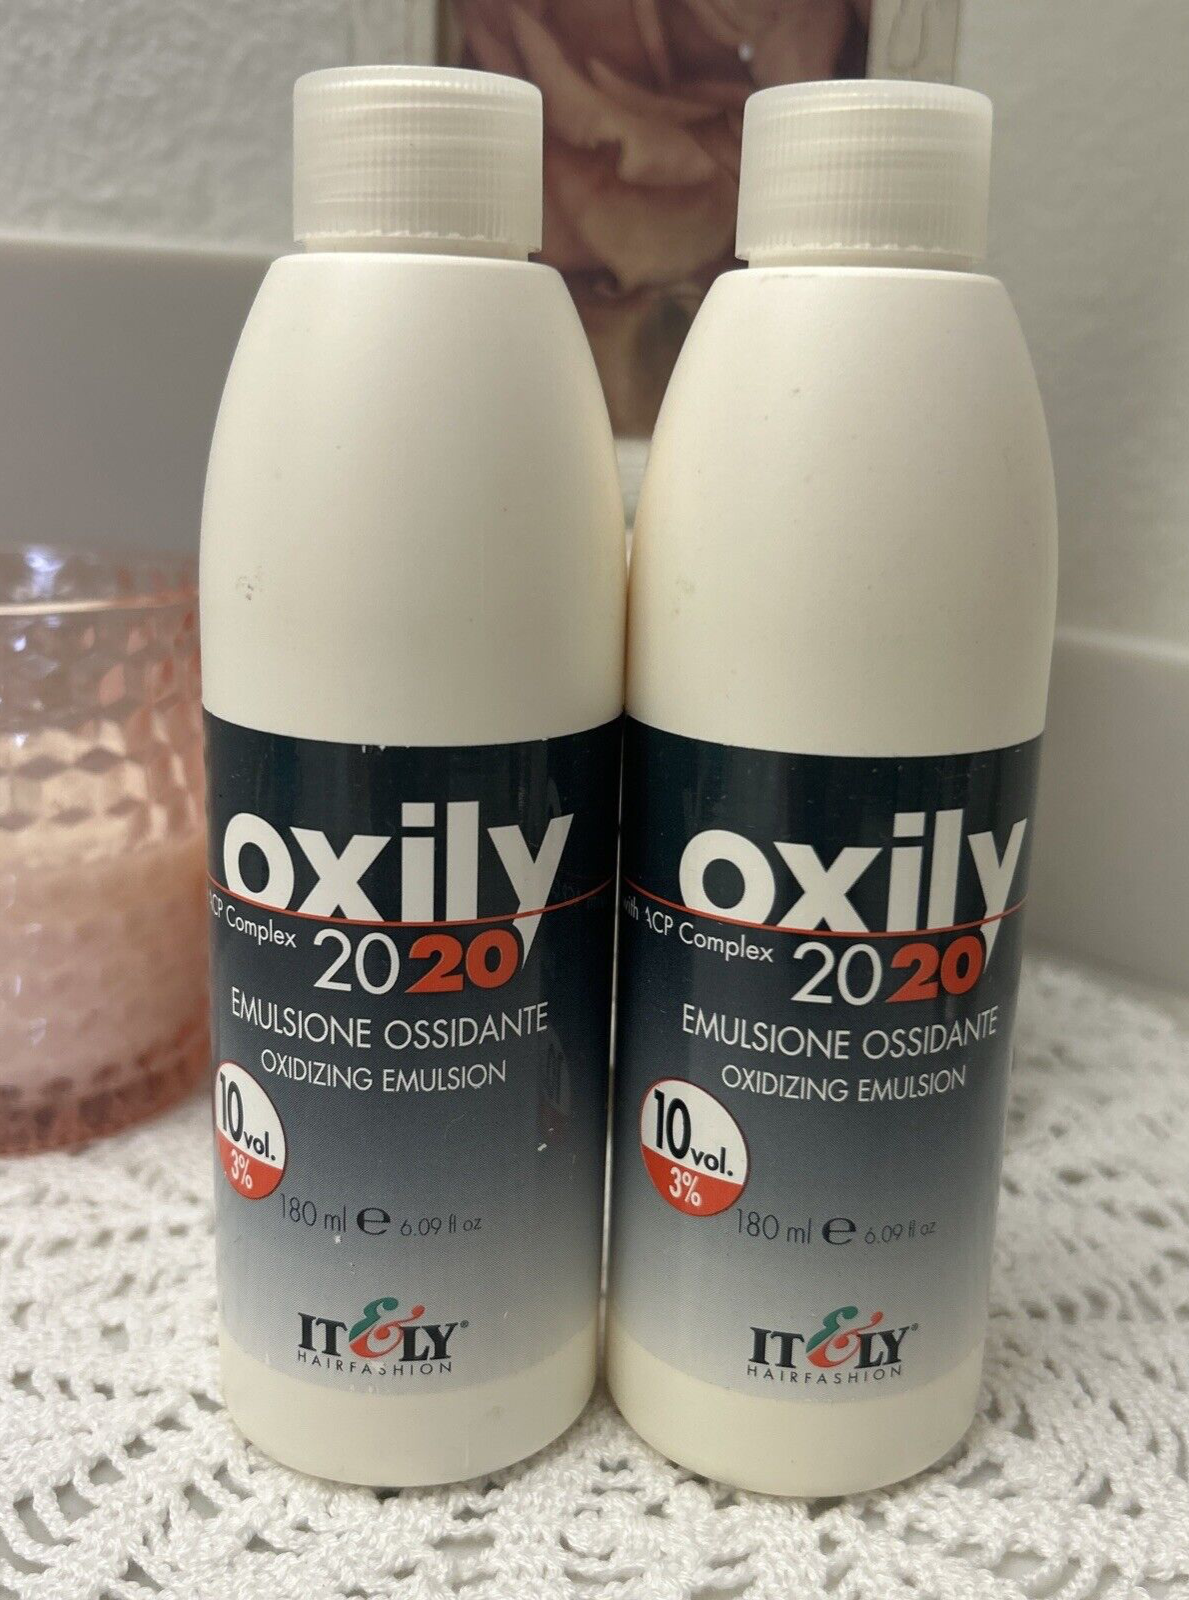 oxily
ACP Complex
2020
EMULSIONE OSSIDANTE
OXIDIZING EMULSION
10 vol.
3%
180 ml e 6.09 fl oz
IT&LY®
HAIRFASHION
oxily
with ACP Complex
2020
EMULSIONE OSSIDANTE
OXIDIZING EMULSION
10 vol.
3%
180 ml e 6.09 fl oz
IT&LY®
HAIRFASHION